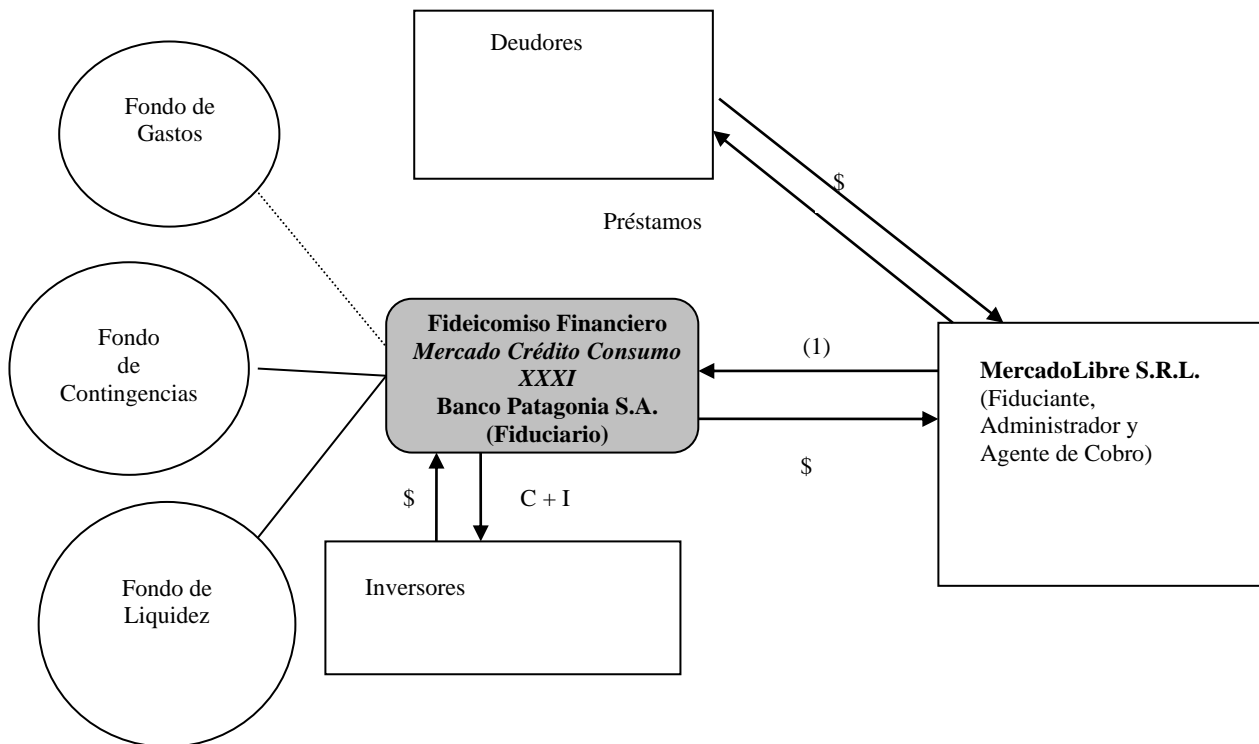 Deudores
Fondo de
Gastos
$
Préstamos
Fondo
de
Contingencias
Fideicomiso Financiero
Mercado Crédito Consumo
XXXI
Banco Patagonia S.A.
(Fiduciario)
(1)
MercadoLibre S.R.L.
(Fiduciante,
Administrador y
Agente de Cobro)
$
$
C + I
Fondo de
Liquidez
Inversores